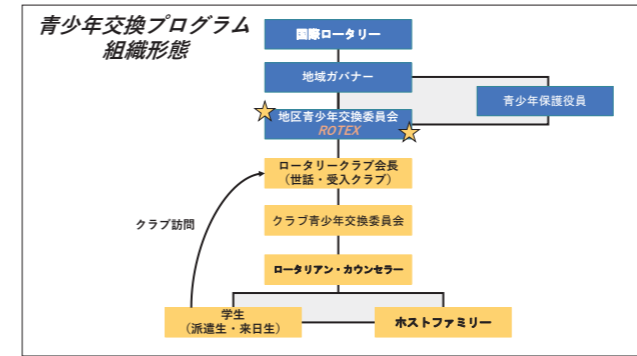 青少年交換プログラム
組織形態
国際ロータリー
地域ガバナー
青少年保護役員
地区青少年交換委員会
ROTEX
ロータリークラブ会長
（世話・受入クラブ）
クラブ訪問
クラブ青少年交換委員会
ロータリアン・カウンセラー
学生
（派遣生・来日生）
ホストファミリー